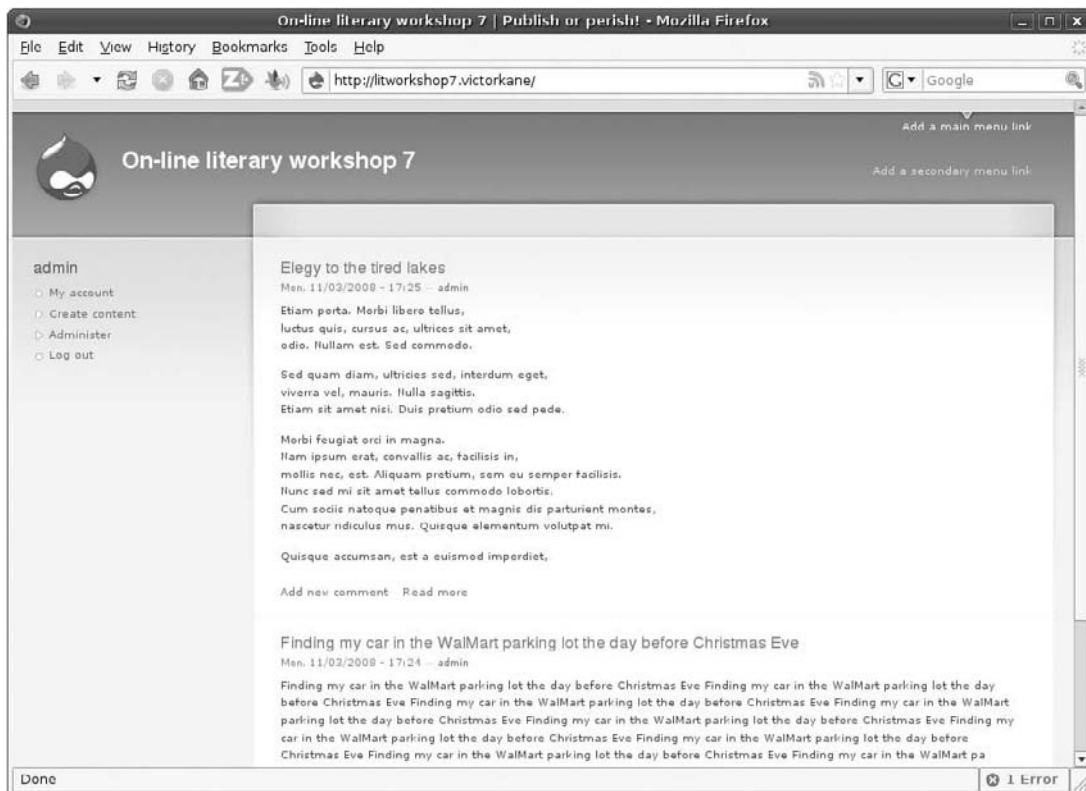 On-line literary workshop 7 | Publish or perish! - Mozilla Firefox
File Edit View History Bookmarks Tools Help
http://litworkshop7.victorkane/
G Google
Add a main menu link
On-line literary workshop 7
Add a secondary menu link
admin
My account
Create content
Administer
Log out
Elegy to the tired lakes
Mon, 11/03/2008 - 17:25 — admin
Etiam porta. Morbi libero tellus,
luctus quis, cursus ac, ultrices sit amet,
odio. Nullam est. Sed commodo.
Sed quam diam, ultricies sed, interdum eget,
viverra vel, mauris. Nulla sagittis.
Etiam sit amet nisi. Duis pretium odio sed pede.
Morbi feugiat orci in magna.
Nam ipsum erat, convallis ac, facilisis in,
mollis nec, est. Aliquam pretium, sem eu semper facilisis.
Nunc sed mi sit amet tellus commodo lobortis.
Cum sociis natoque penatibus et magnis dis parturient montes,
nascetur ridiculus mus. Quisque elementum volutpat mi.
Quisque accumsan, est a euismod imperdiet,
Add new comment Read more
Finding my car in the WalMart parking lot the day before Christmas Eve
Mon, 11/03/2008 - 17:24 — admin
Finding my car in the WalMart parking lot the day before Christmas Eve Finding my car in the WalMart parking lot the day
before Christmas Eve Finding my car in the WalMart parking lot the day before Christmas Eve Finding my car in the WalMart
parking lot the day before Christmas Eve Finding my car in the WalMart parking lot the day before Christmas Eve Finding my
car in the WalMart parking lot the day before Christmas Eve Finding my car in the WalMart parking lot the day before
Christmas Eve Finding my car in the WalMart parking lot the day before Christmas Eve Finding my car in the WalMart pa
Done
1 Error